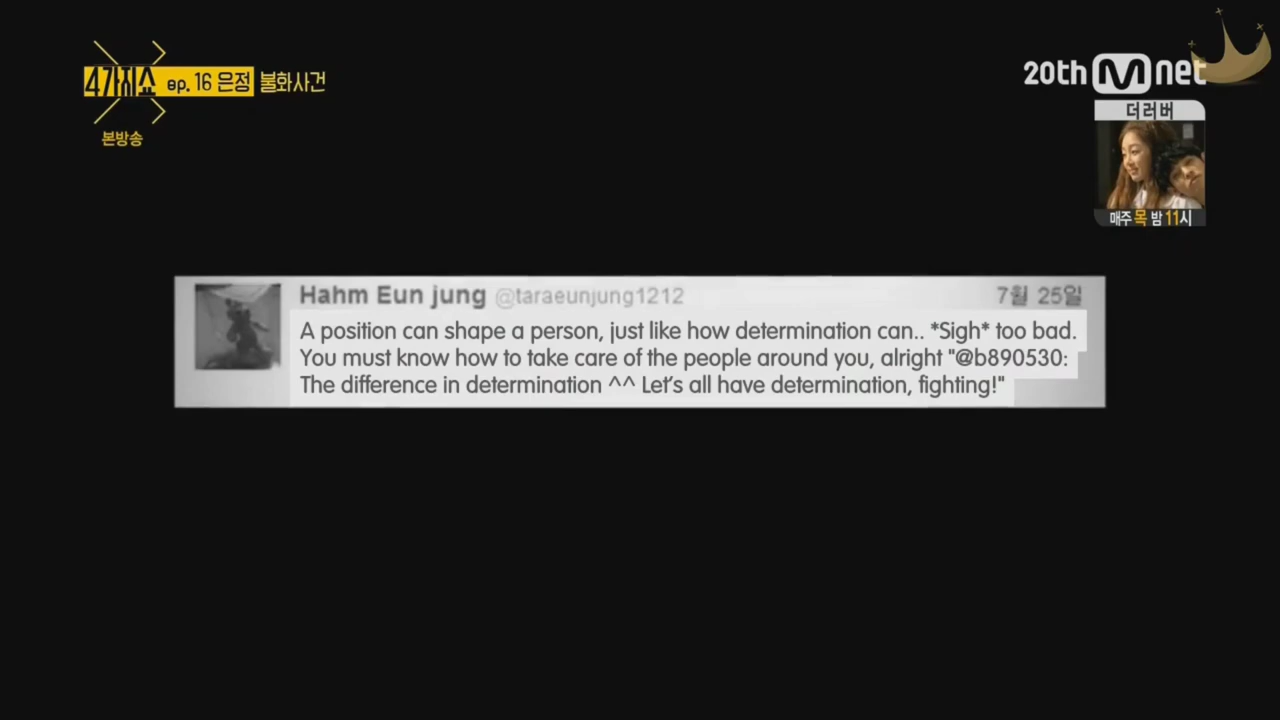 4가지쇼 ep. 16 은정 불화사건
본방송
20th Mnet
더러버
매주 목 밤 11시
Hahm Eun jung @taraeunjung1212 7월 25일
A position can shape a person, just like how determination can.. *Sigh* too bad.
You must know how to take care of the people around you, alright "@b890530:
The difference in determination ^^ Let's all have determination, fighting!"